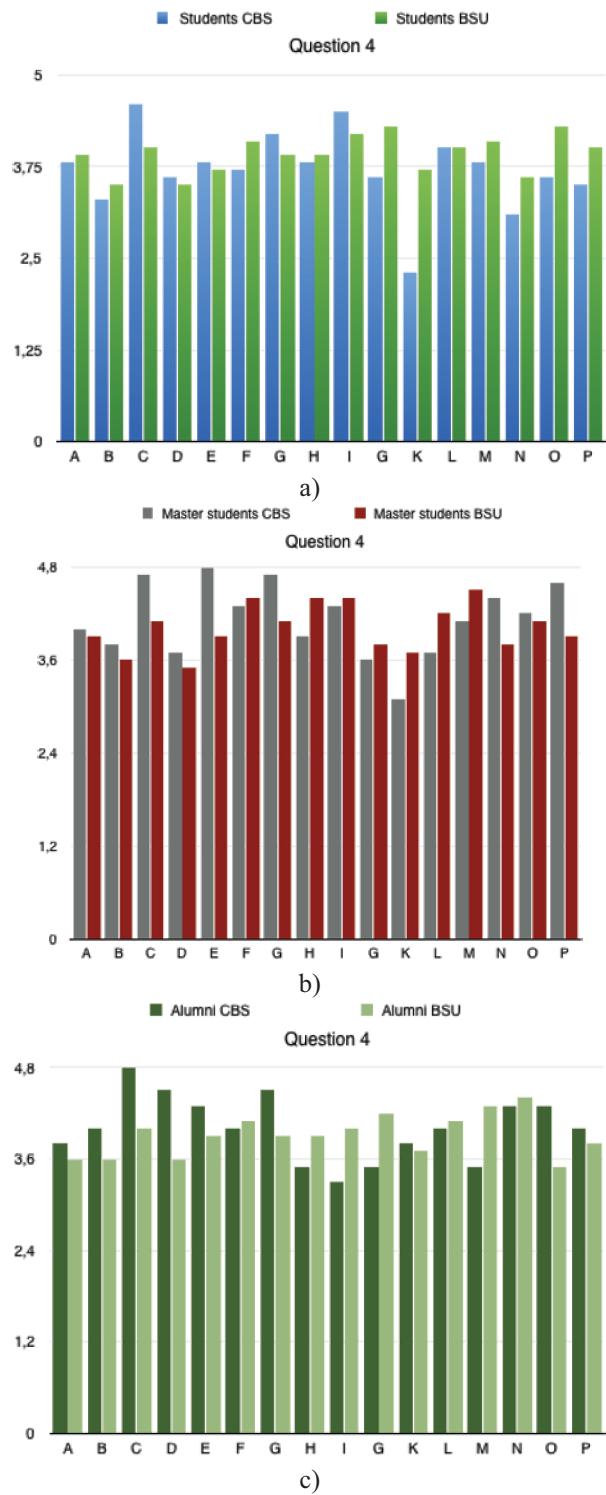 Students CBS Students BSU
Question 4
5
3,75
2,5
1,25
0
A B C D E F G H I G K L M N O P
a)
Master students CBS Master students BSU
Question 4
4,8
3,6
2,4
1,2
0
A B C D E F G H I G K L M N O P
b)
Alumni CBS Alumni BSU
Question 4
4,8
3,6
2,4
1,2
0
A B C D E F G H I G K L M N O P
c)